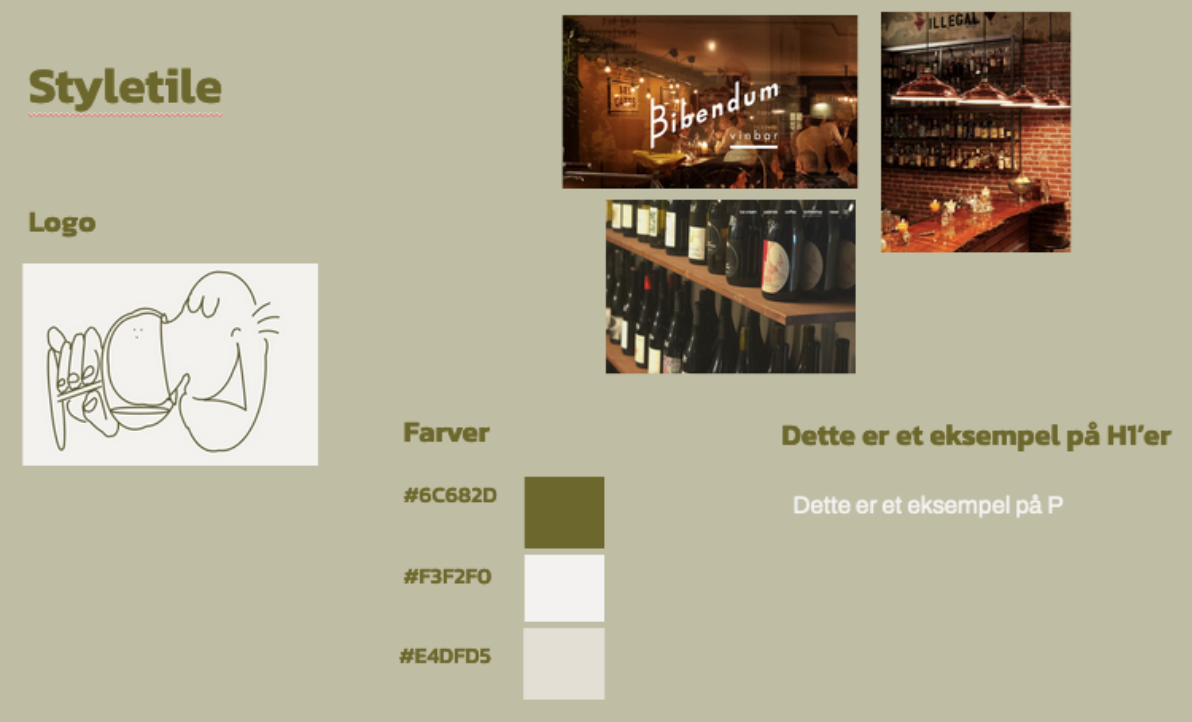 Styletile
Logo
ILLEGAL
Bibendum
vinbar
Farver
#6C682D
#F3F2F0
#E4DFD5
Dette er et eksempel på H1'er
Dette er et eksempel på P